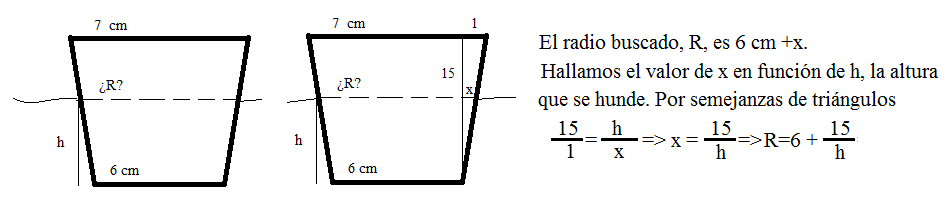 7 cm
¿R?
h
6 cm
7 cm 1
15
¿R? x
h
6 cm
El radio buscado, R, es 6 cm +x.
Hallamos el valor de x en función de h, la altura
que se hunde. Por semejanzas de triángulos
15/1 = h/x => x = 15/h =>R=6 + 15/h